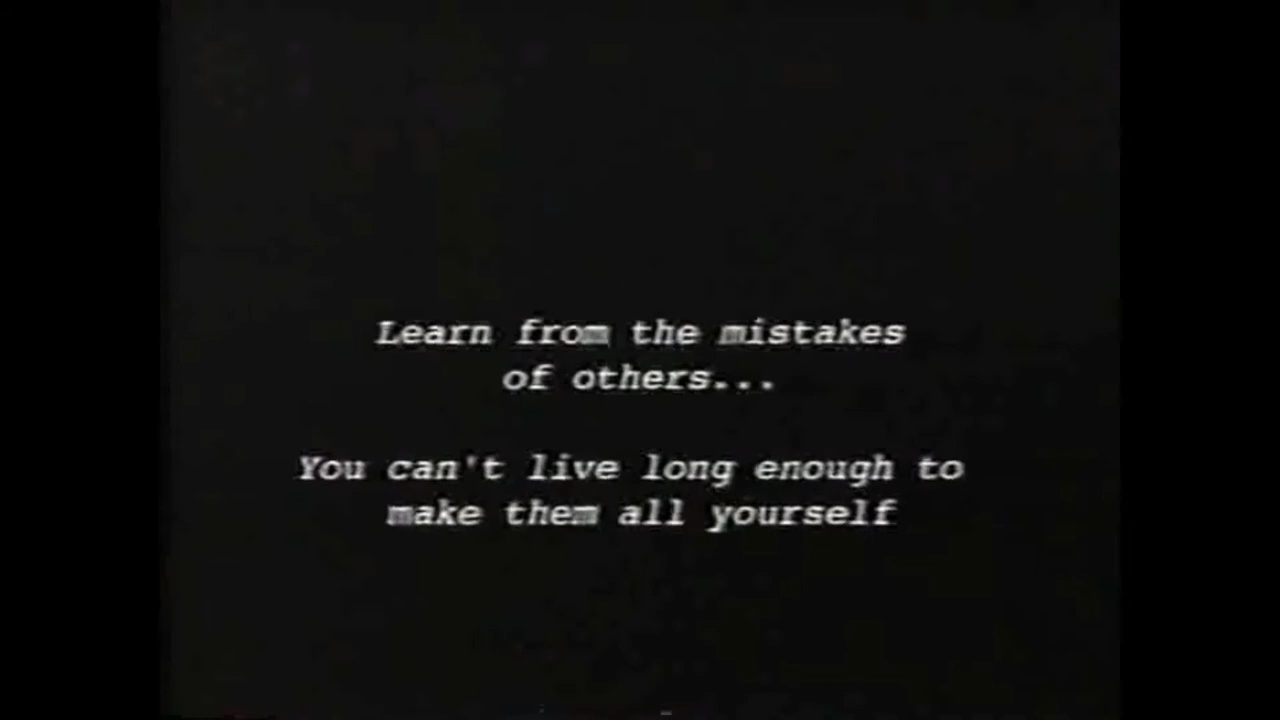 Learn from the mistakes
of others...
You can't live long enough to
make them all yourself